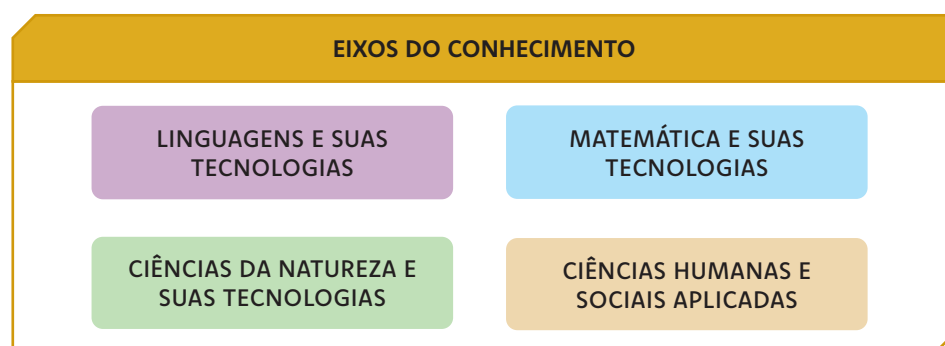 EIXOS DO CONHECIMENTO
LINGUAGENS E SUAS
TECNOLOGIAS
MATEMÁTICA E SUAS
TECNOLOGIAS
CIÊNCIAS DA NATUREZA E
SUAS TECNOLOGIAS
CIÊNCIAS HUMANAS E
SOCIAIS APLICADAS